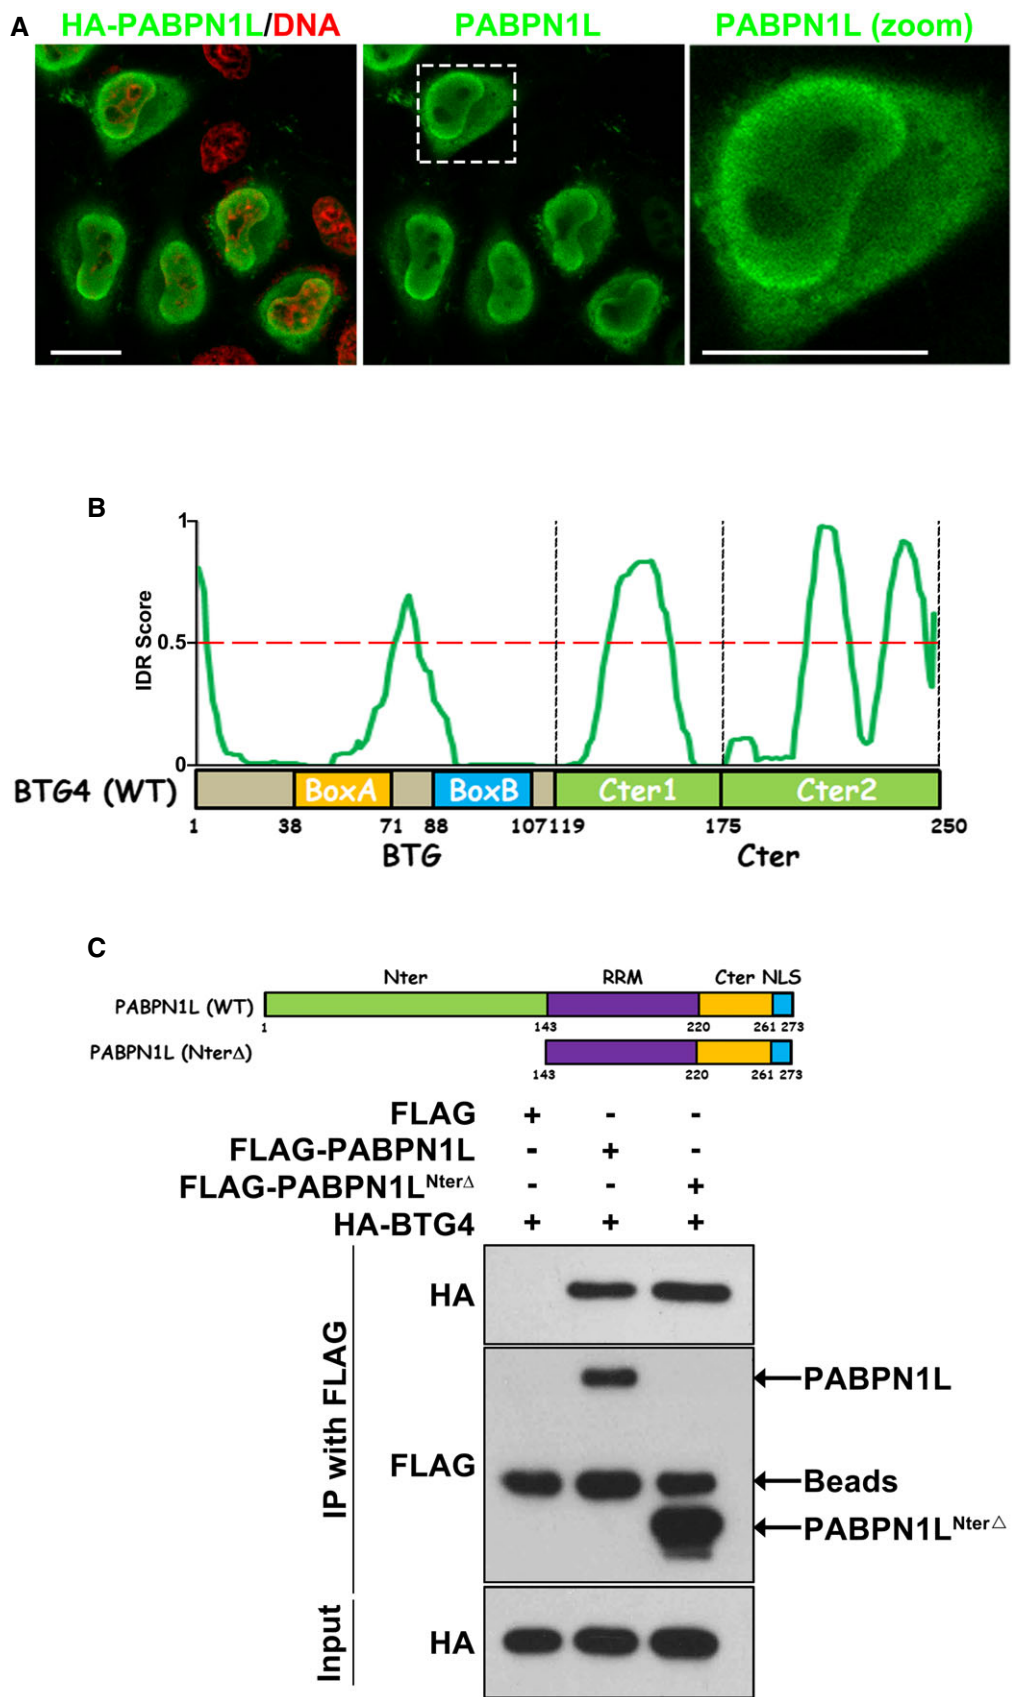 A
HA-PABPN1L/DNA PABPN1L PABPN1L (zoom)
B
1
0.5
0
IDR Score
BTG4 (WT) BoxA BoxB Cter1 Cter2
1 38 71 88 107 119 175 250
BTG Cter
C
Nter RRM Cter NLS
PABPN1L (WT)
1 143 220 261 273
PABPN1L (NterΔ)
143 220 261 273
FLAG + - -
FLAG-PABPN1L - + -
FLAG-PABPN1L^NterΔ - - +
HA-BTG4 + + +
IP with FLAG
HA
FLAG
PABPN1L
Beads
PABPN1L^Nter△
Input
HA